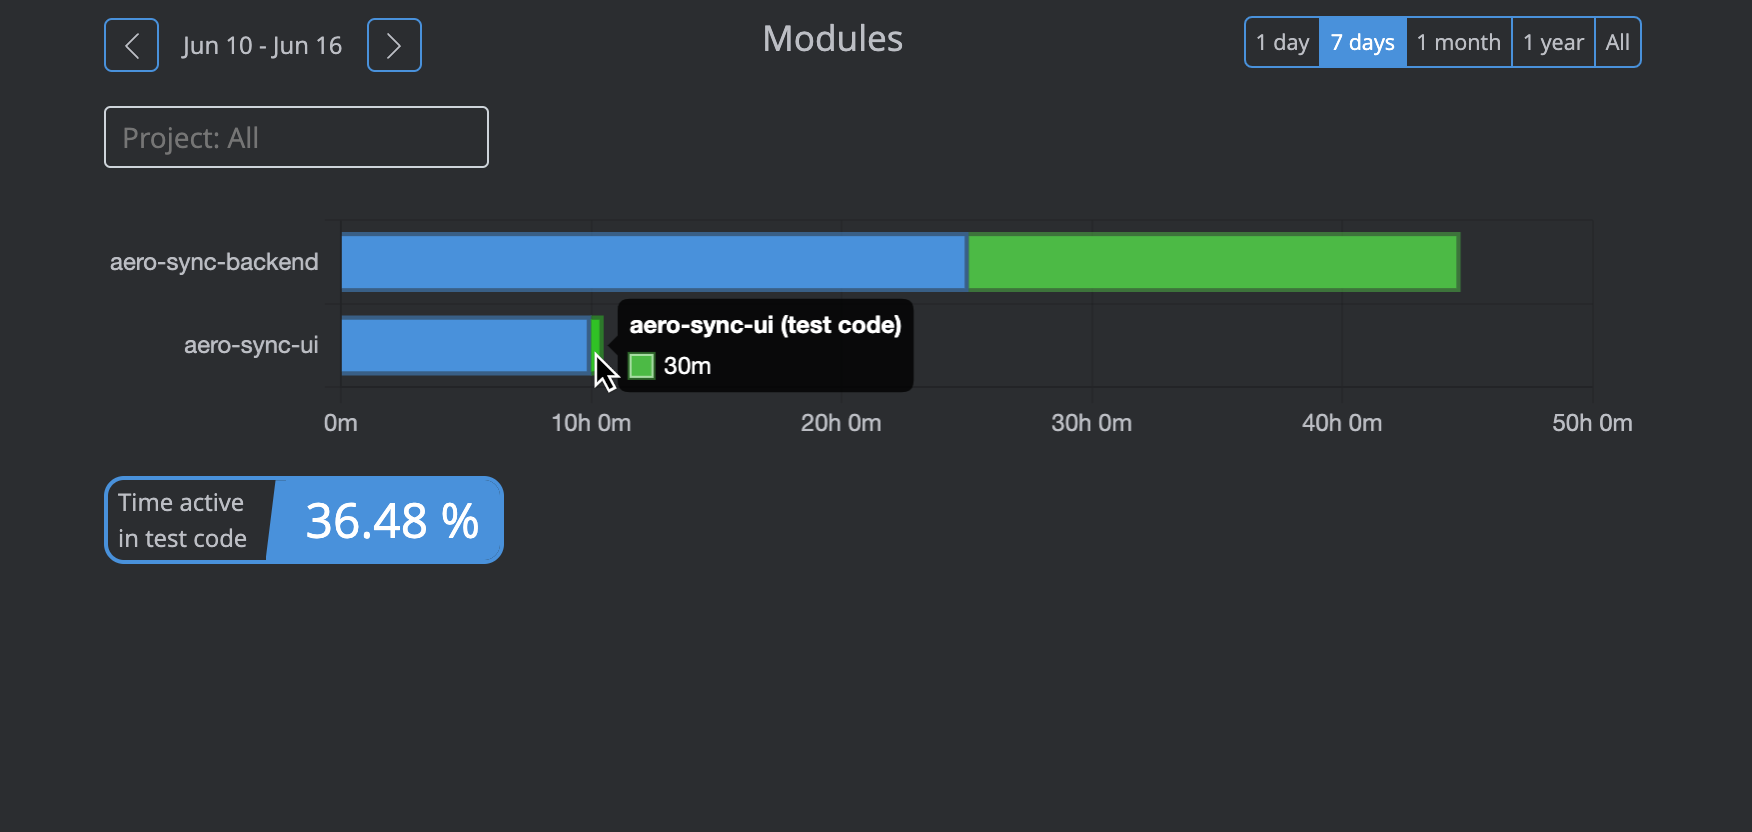 Jun 10 - Jun 16
Modules
1 day 7 days 1 month 1 year All
Project: All
aero-sync-backend
aero-sync-ui (test code)
aero-sync-ui
30m
0m 10h 0m 20h 0m 30h 0m 40h 0m 50h 0m
Time active
in test code
36.48 %